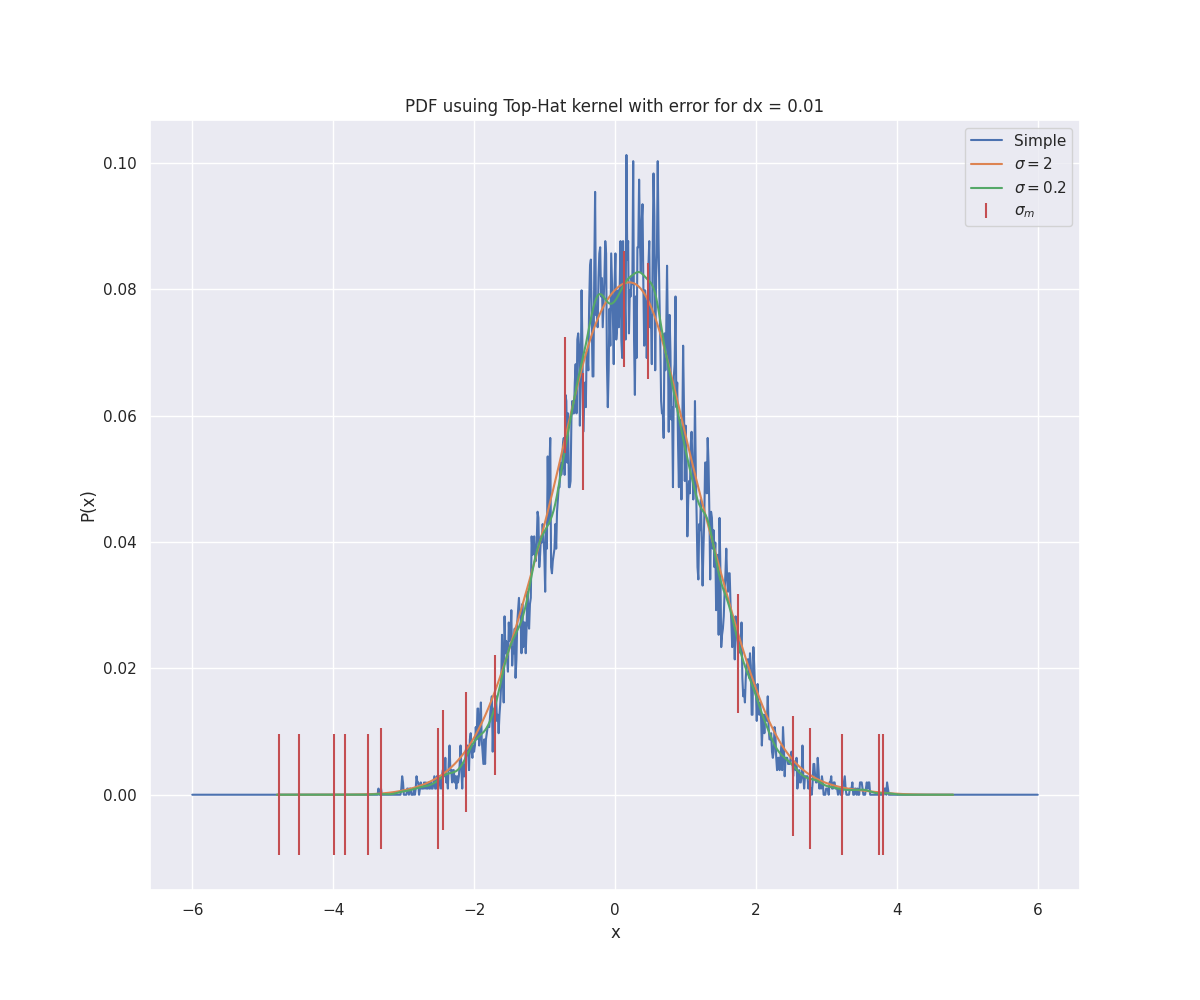 PDF usuing Top-Hat kernel with error for dx = 0.01
Simple
σ = 2
σ = 0.2
σm
P(x)
0.10
0.08
0.06
0.04
0.02
0.00
−6 −4 −2 0 2 4 6
x